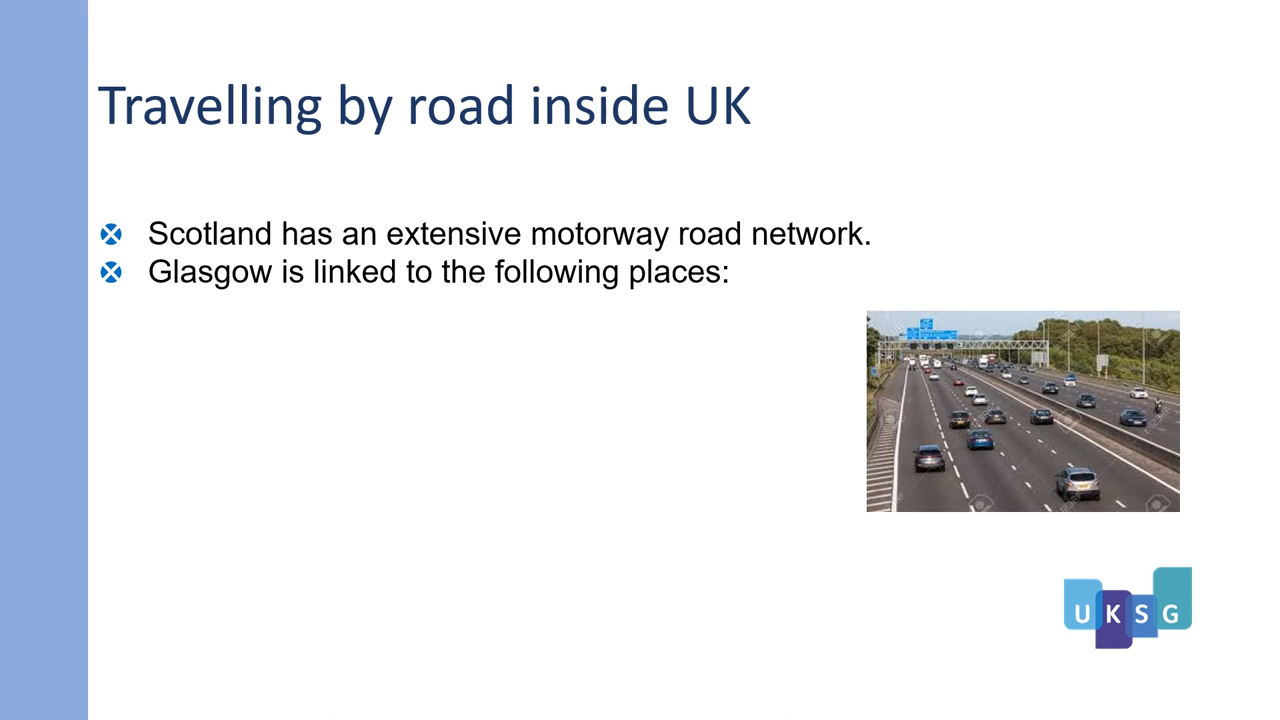 Travelling by road inside UK
Scotland has an extensive motorway road network.
Glasgow is linked to the following places:
UKSG